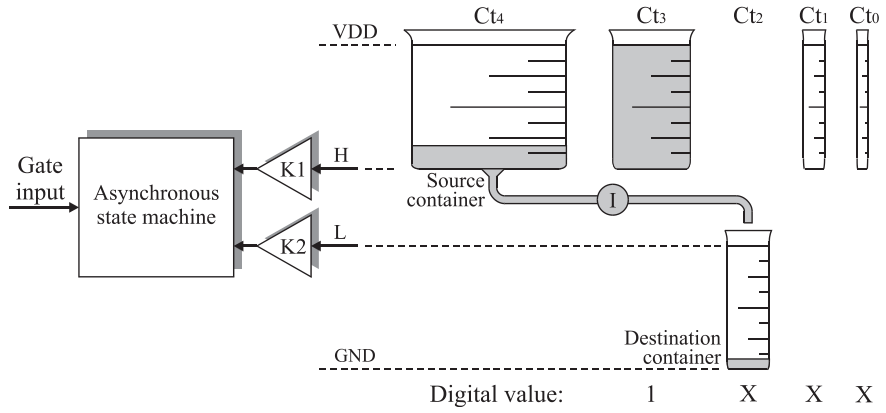 Ct4 Ct3 Ct2 Ct1 Ct0
VDD
Gate
input
Asynchronous
state machine
K1
H
Source
container
I
K2
L
Destination
container
GND
Digital value: 1 X X X